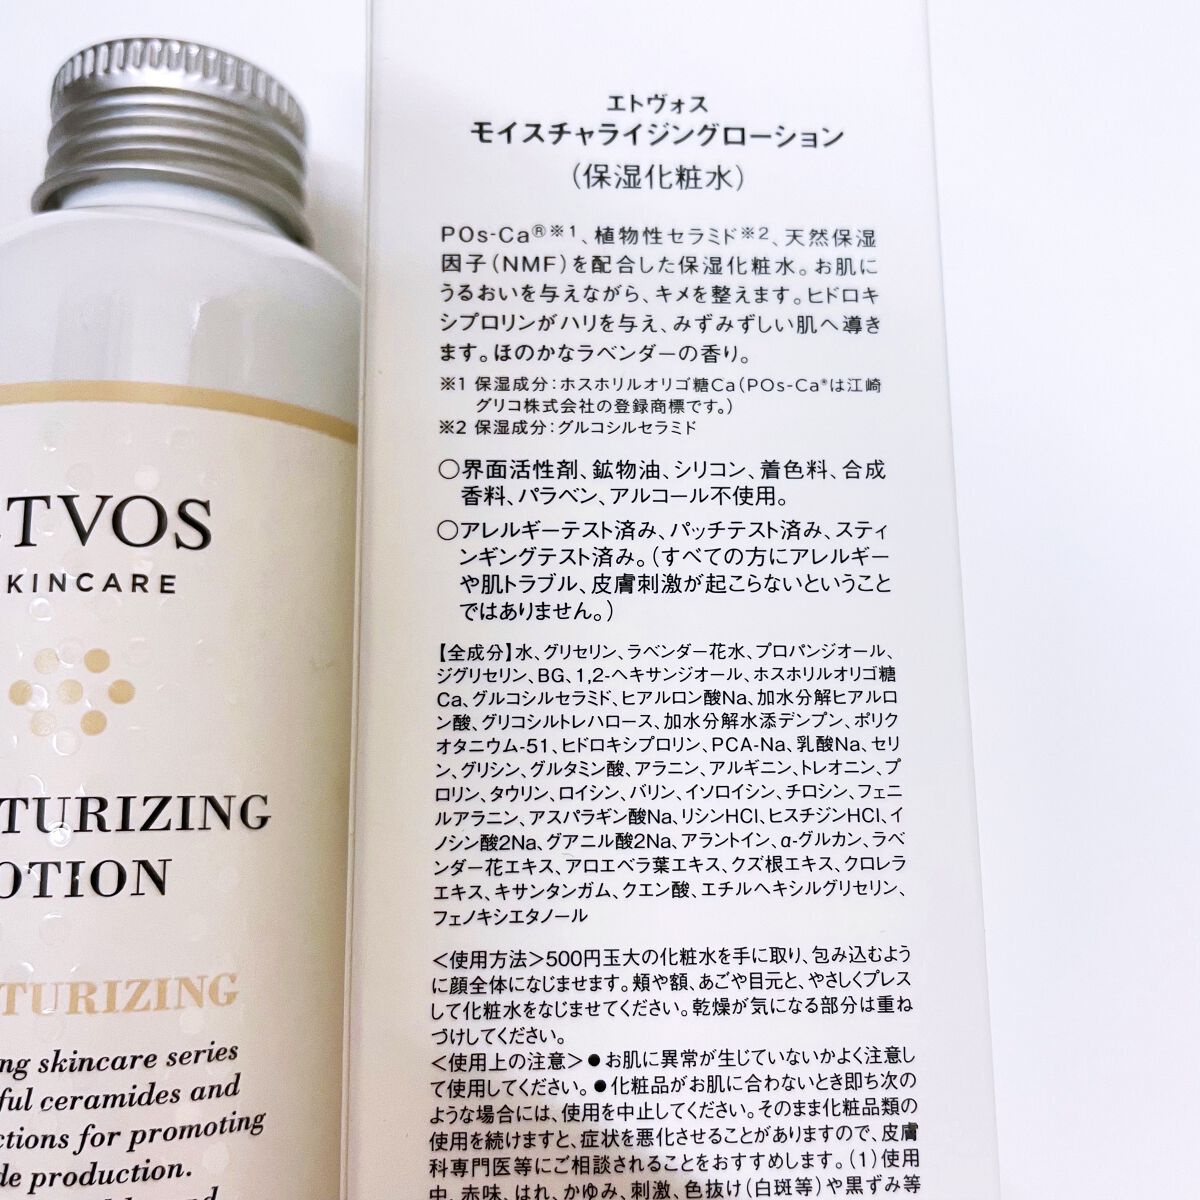 エトヴォス
モイスチャライジングローション
(保湿化粧水)
POs-Ca®※1、植物性セラミド※2、天然保湿
因子(NMF)を配合した保湿化粧水。お肌に
うるおいを与えながら、キメを整えます。ヒドロキ
シプロリンがハリを与え、みずみずしい肌へ導き
ます。ほのかなラベンダーの香り。
※1 保湿成分:ホスホリルオリゴ糖Ca(POs-Ca®は江崎
グリコ株式会社の登録商標です。)
※2 保湿成分:グルコシルセラミド
○界面活性剤、鉱物油、シリコン、着色料、合成
香料、パラベン、アルコール不使用。
○アレルギーテスト済み、パッチテスト済み、スティ
ンギングテスト済み。(すべての方にアレルギー
や肌トラブル、皮膚刺激が起こらないということ
ではありません。)
【全成分】水、グリセリン、ラベンダー花水、プロパンジオール、
ジグリセリン、BG、1,2-ヘキサンジオール、ホスホリルオリゴ糖
Ca、グルコシルセラミド、ヒアルロン酸Na、加水分解ヒアルロ
ン酸、グリコシルトレハロース、加水分解水添デンプン、ポリク
オタニウム-51、ヒドロキシプロリン、PCA-Na、乳酸Na、セリ
ン、グリシン、グルタミン酸、アラニン、アルギニン、トレオニン、プ
ロリン、タウリン、ロイシン、バリン、イソロイシン、チロシン、フェニ
ルアラニン、アスパラギン酸Na、リシンHCl、ヒスチジンHCl、イ
ノシン酸2Na、グアニル酸2Na、アラントイン、α-グルカン、ラベ
ンダー花エキス、アロエベラ葉エキス、クズ根エキス、クロレラ
エキス、キサンタンガム、クエン酸、エチルヘキシルグリセリン、
フェノキシエタノール
<使用方法>500円玉大の化粧水を手に取り、包み込むよう
に顔全体になじませます。頬や額、あごや目元と、やさしくプレス
して化粧水をなじませてください。乾燥が気になる部分は重ね
づけしてください。
<使用上の注意>●お肌に異常が生じていないかよく注意し
て使用してください。●化粧品がお肌に合わないとき即ち次の
ような場合には、使用を中止してください。そのまま化粧品類の
使用を続けますと、症状を悪化させることがありますので、皮膚
科専門医等にご相談されることをおすすめします。(1)使用
中、赤味、はれ、かゆみ、刺激、色抜け(白斑等)や黒ずみ等
TVOS
KINCARE
TURIZING
OTION
TURIZING
ng skincare series
ful ceramides and
ctions for promoting
de production.
and